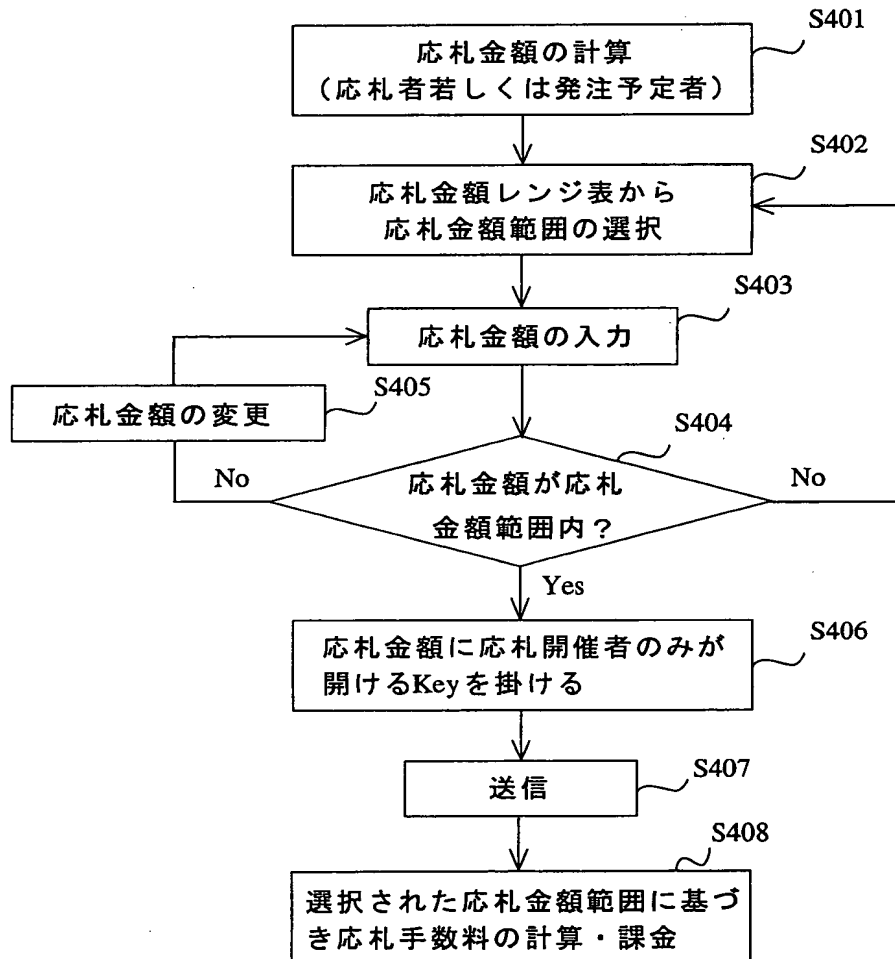 S401
応札金額の計算
（応札者若しくは発注予定者）
S402
応札金額レンジ表から
応札金額範囲の選択
S403
応札金額の入力
S405
応札金額の変更
S404
No
応札金額が応札
金額範囲内？
No
Yes
S406
応札金額に応札開催者のみが
開けるKeyを掛ける
S407
送信
S408
選択された応札金額範囲に基づ
き応札手数料の計算・課金